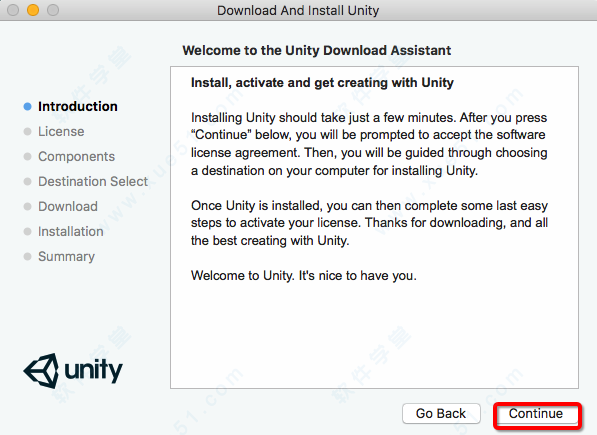 Download And Install Unity
Welcome to the Unity Download Assistant
Introduction
License
Components
Destination Select
Download
Installation
Summary
Install, activate and get creating with Unity
Installing Unity should take just a few minutes. After you press
“Continue” below, you will be prompted to accept the software
license agreement. Then, you will be guided through choosing
a destination on your computer for installing Unity.
Once Unity is installed, you can then complete some last easy
steps to activate your license. Thanks for downloading, and all
the best creating with Unity.
Welcome to Unity. It's nice to have you.
unity
Go Back
Continue
软件学堂